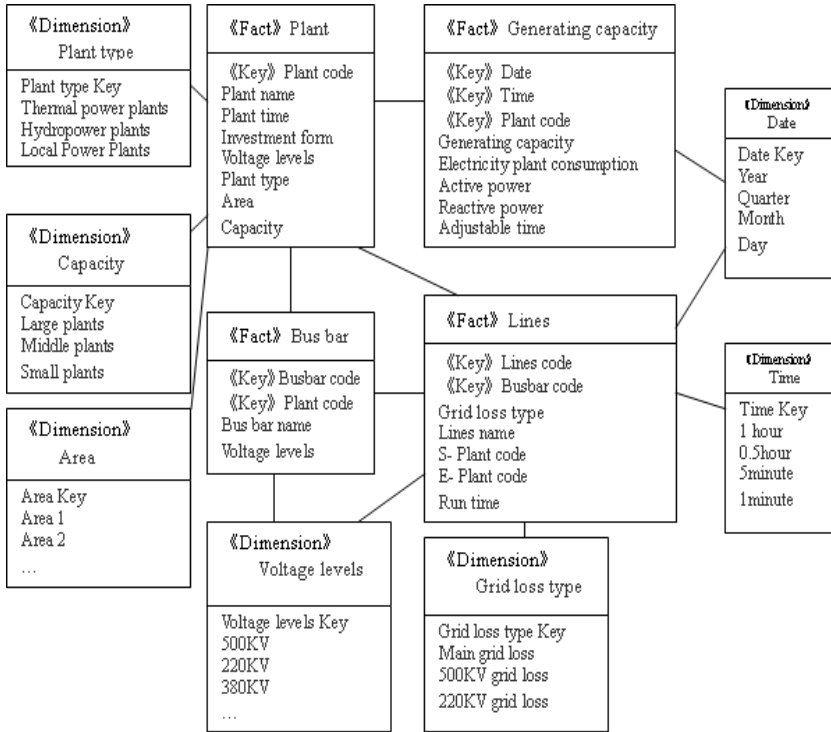 《Dimension》
Plant type
Plant type Key
Thermal power plants
Hydropower plants
Local Power Plants
《Fact》 Plant
《Key》 Plant code
Plant name
Plant time
Investment form
Voltage levels
Plant type
Area
Capacity
《Fact》 Generating capacity
《Key》 Date
《Key》 Time
《Key》 Plant code
Generating capacity
Electricity plant consumption
Active power
Reactive power
Adjustable time
《Dimension》
Date
Date Key
Year
Quarter
Month
Day
《Dimension》
Capacity
Capacity Key
Large plants
Middle plants
Small plants
《Fact》 Bus bar
《Key》Busbar code
《Key》 Plant code
Bus bar name
Voltage levels
《Fact》 Lines
《Key》 Lines code
《Key》 Busbar code
Grid loss type
Lines name
S- Plant code
E- Plant code
Run time
《Dimension》
Time
Time Key
1 hour
0.5hour
5minute
1minute
《Dimension》
Area
Area Key
Area 1
Area 2
...
《Dimension》
Voltage levels
Voltage levels Key
500KV
220KV
380KV
...
《Dimension》
Grid loss type
Grid loss type Key
Main grid loss
500KV grid loss
220KV grid loss